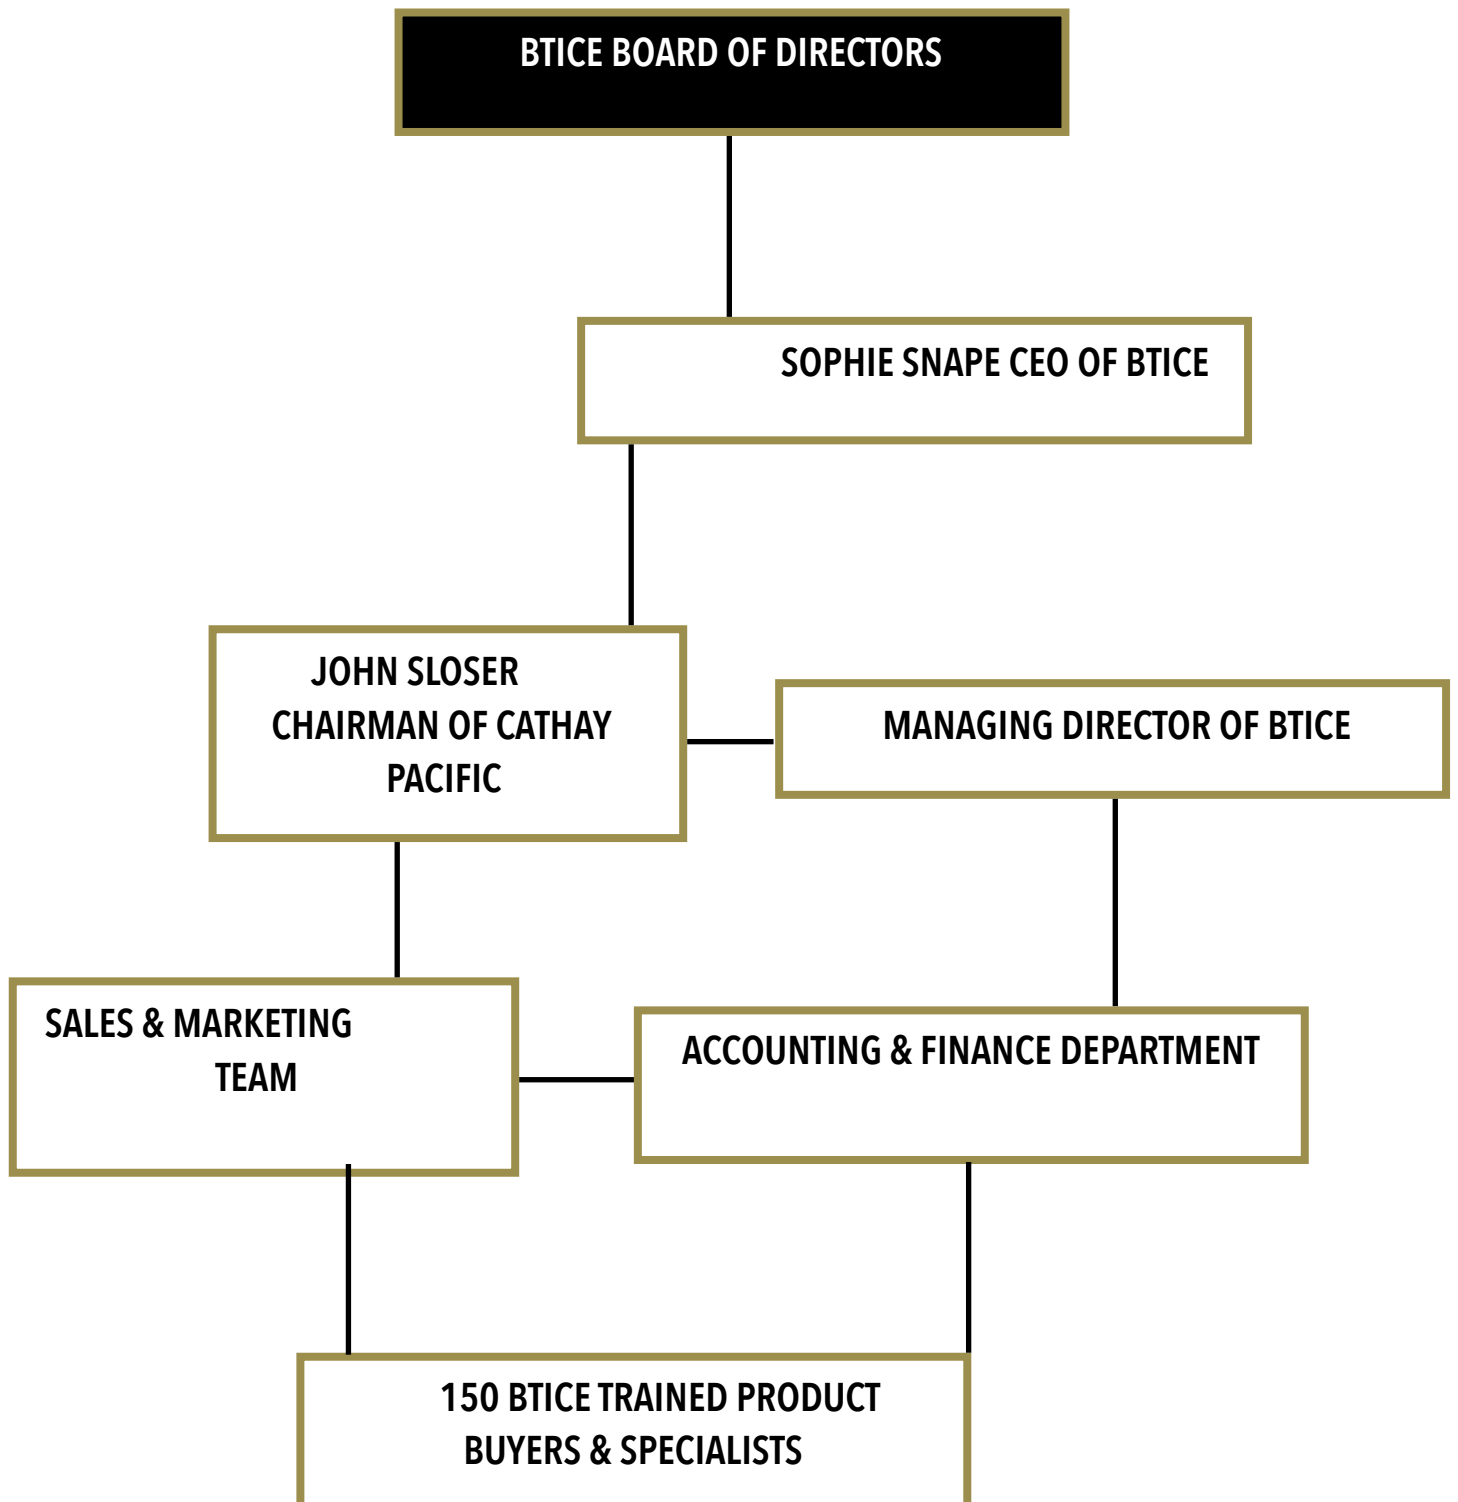 BTICE BOARD OF DIRECTORS
SOPHIE SNAPE CEO OF BTICE
JOHN SLOSER
CHAIRMAN OF CATHAY
PACIFIC
MANAGING DIRECTOR OF BTICE
SALES & MARKETING
TEAM
ACCOUNTING & FINANCE DEPARTMENT
150 BTICE TRAINED PRODUCT
BUYERS & SPECIALISTS